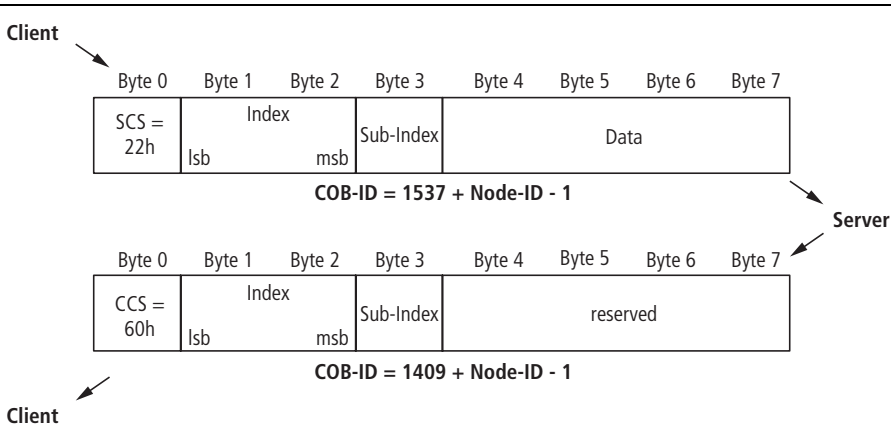 Client
Byte 0 Byte 1 Byte 2 Byte 3 Byte 4 Byte 5 Byte 6 Byte 7
SCS =
22h
Index
lsb msb
Sub-Index
Data
COB-ID = 1537 + Node-ID - 1
Server
Byte 0 Byte 1 Byte 2 Byte 3 Byte 4 Byte 5 Byte 6 Byte 7
CCS =
60h
Index
lsb msb
Sub-Index
reserved
COB-ID = 1409 + Node-ID - 1
Client